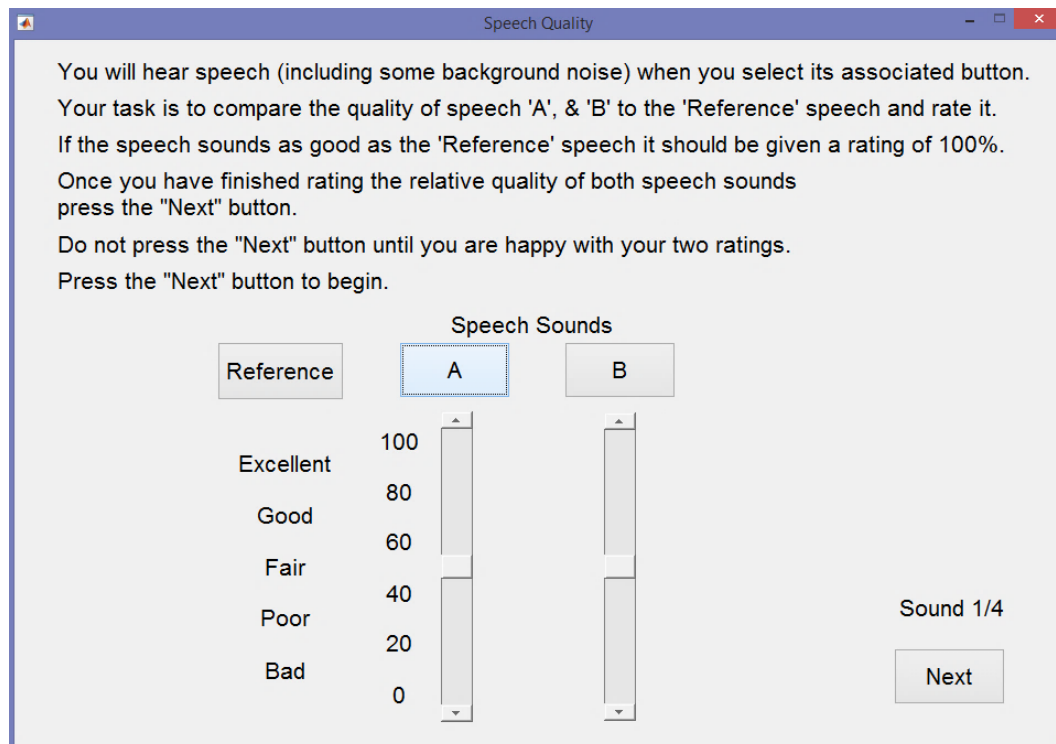 Speech Quality
You will hear speech (including some background noise) when you select its associated button.
Your task is to compare the quality of speech 'A', & 'B' to the 'Reference' speech and rate it.
If the speech sounds as good as the 'Reference' speech it should be given a rating of 100%.
Once you have finished rating the relative quality of both speech sounds
press the "Next" button.
Do not press the "Next" button until you are happy with your two ratings.
Press the "Next" button to begin.
Speech Sounds
Reference A B
100
Excellent
80
Good
60
Fair
40
Poor
20
Bad
0
Sound 1/4
Next